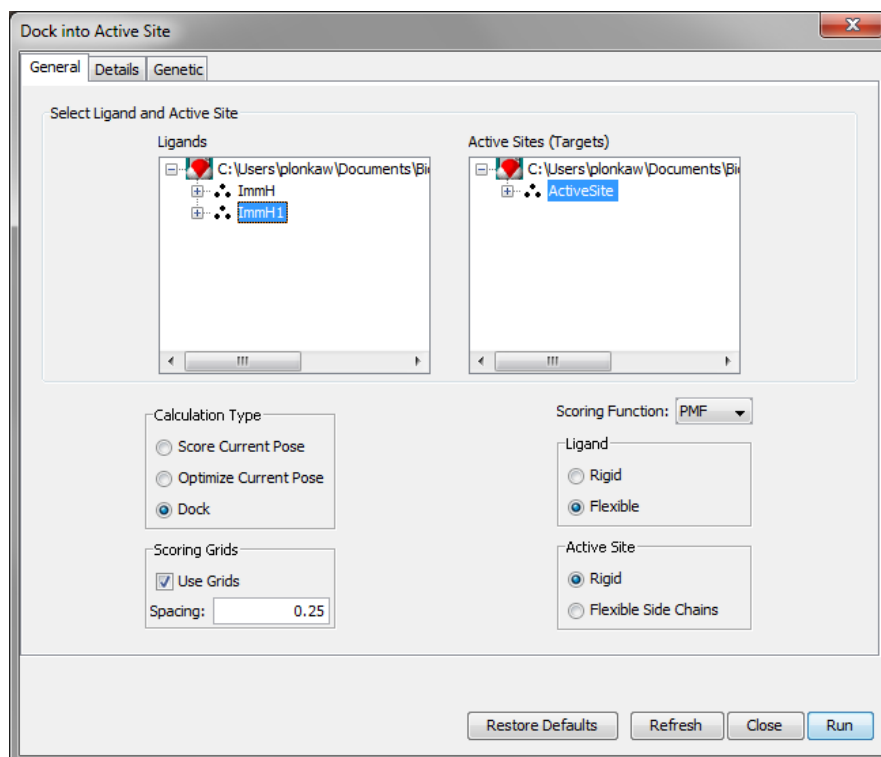 Dock into Active Site
General Details Genetic
Select Ligand and Active Site
Ligands
C:\Users\plonkaw\Documents\Bi
ImmH
ImmH1
Active Sites (Targets)
C:\Users\plonkaw\Documents\Bi
ActiveSite
Calculation Type
Score Current Pose
Optimize Current Pose
Dock
Scoring Grids
Use Grids
Spacing: 0.25
Scoring Function: PMF
Ligand
Rigid
Flexible
Active Site
Rigid
Flexible Side Chains
Restore Defaults Refresh Close Run